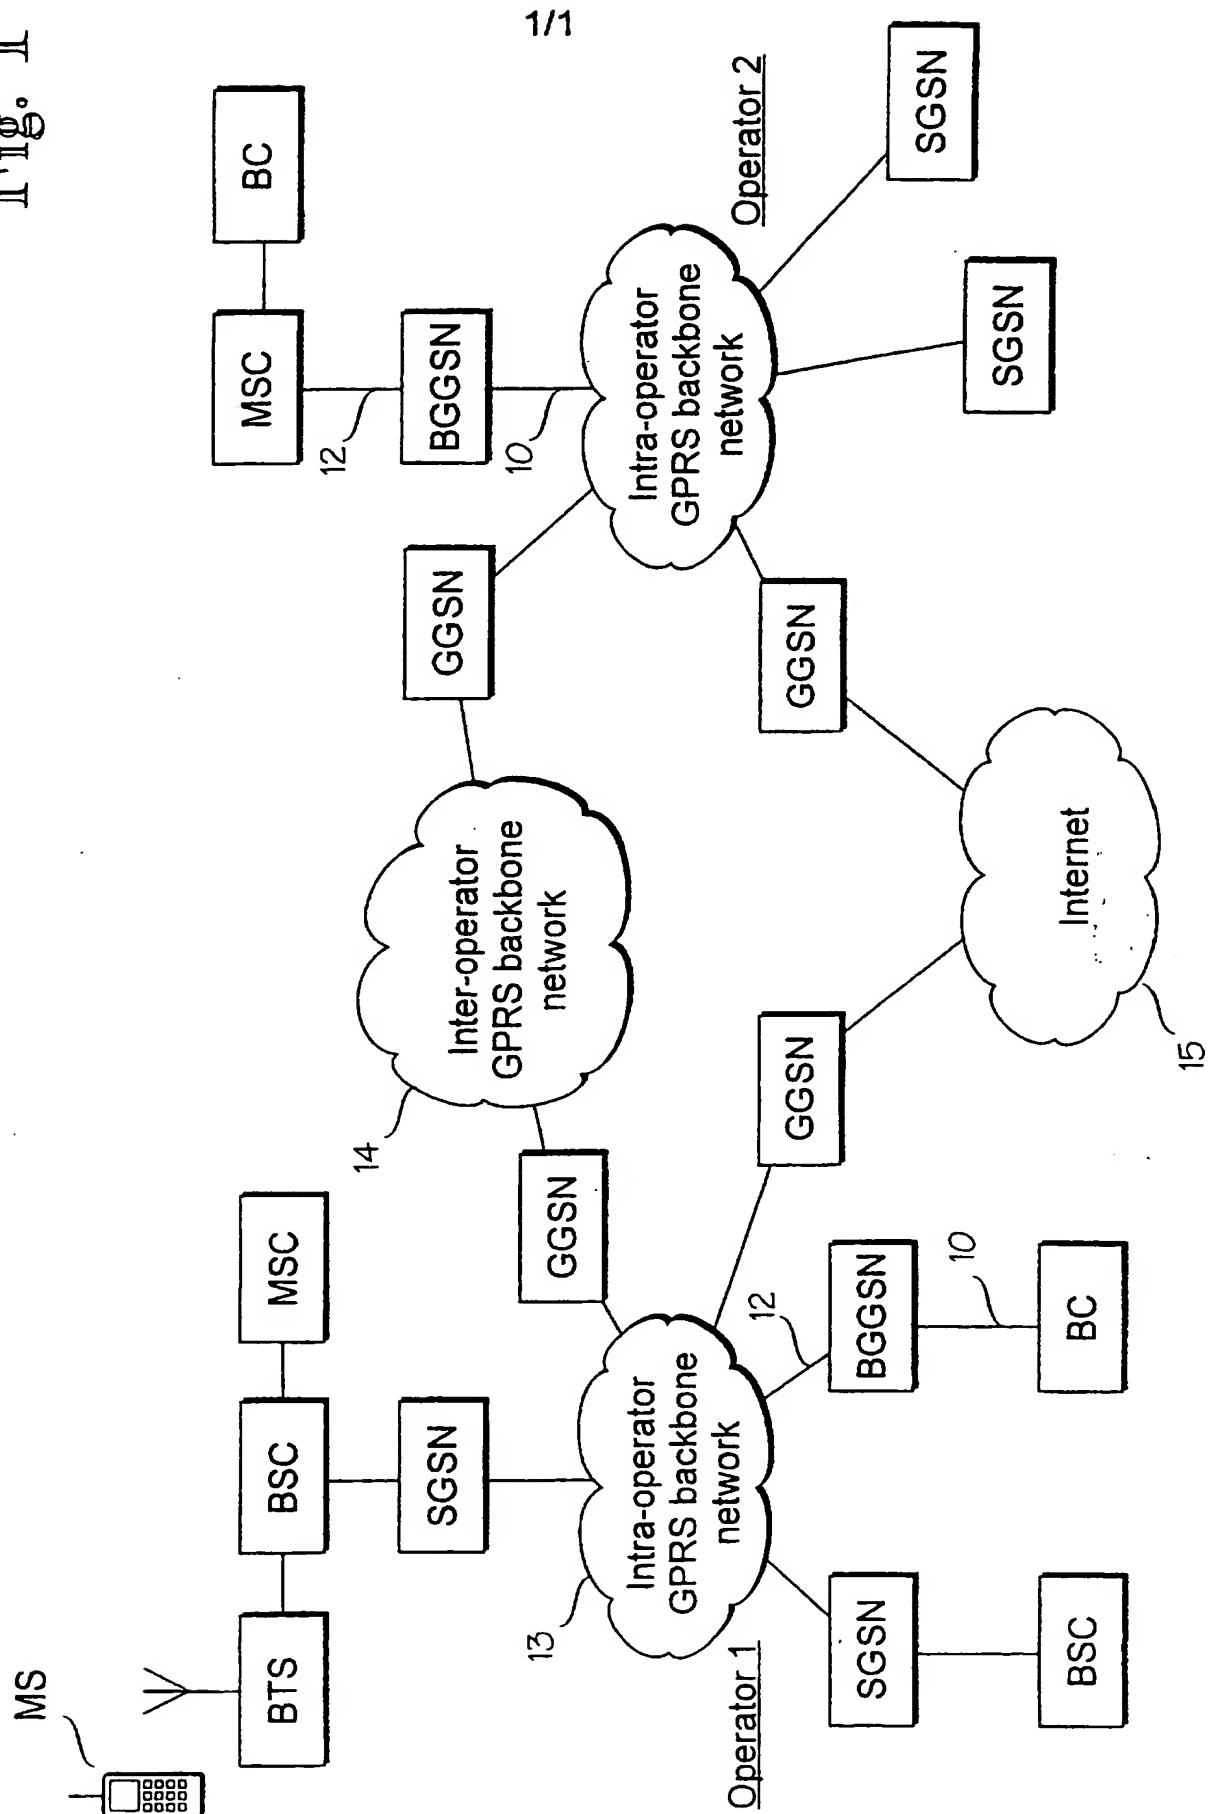 1/1
Fig. 1
MS
BTS
BSC
MSC
SGSN
13
Intra-operator
GPRS backbone
network
Operator 1
SGSN
BSC
12
BGGSN
10
BC
GGSN
GGSN
14
Inter-operator
GPRS backbone
network
Internet
15
GGSN
GGSN
MSC
BC
12
BGGSN
10
Intra-operator
GPRS backbone
network
Operator 2
SGSN
SGSN